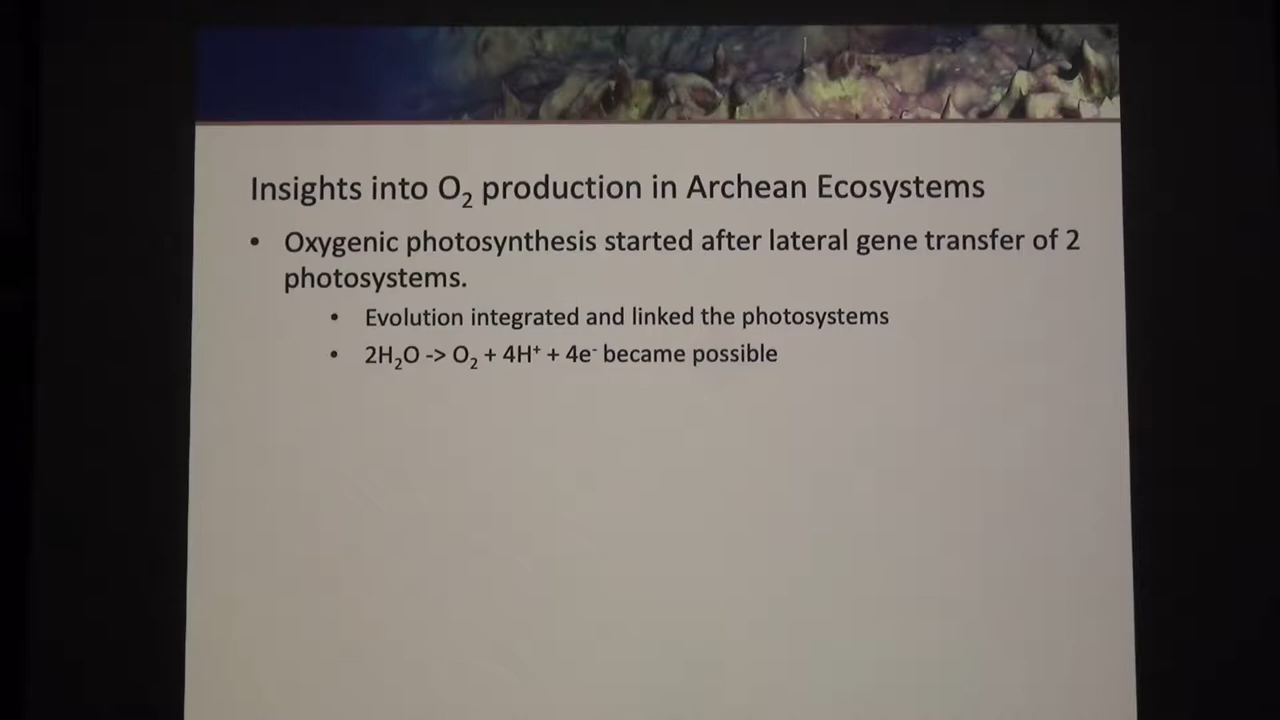 Insights into O₂ production in Archean Ecosystems
• Oxygenic photosynthesis started after lateral gene transfer of 2
photosystems.
• Evolution integrated and linked the photosystems
• 2H₂O -> O₂ + 4H⁺ + 4e⁻ became possible